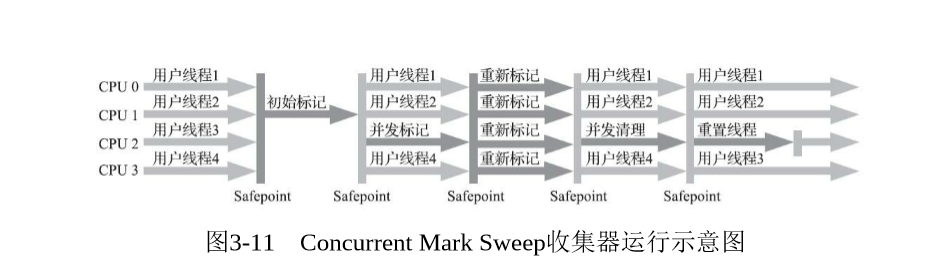 用户线程1 用户线程1 重新标记 用户线程1 用户线程1
CPU 0
初始标记
用户线程2 用户线程2 重新标记 用户线程2 用户线程2
CPU 1
用户线程3 并发标记 重新标记 并发清理 重置线程
CPU 2
用户线程4 用户线程4 重新标记 用户线程4 用户线程3
CPU 3
Safepoint Safepoint Safepoint Safepoint Safepoint
图3-11 Concurrent Mark Sweep收集器运行示意图